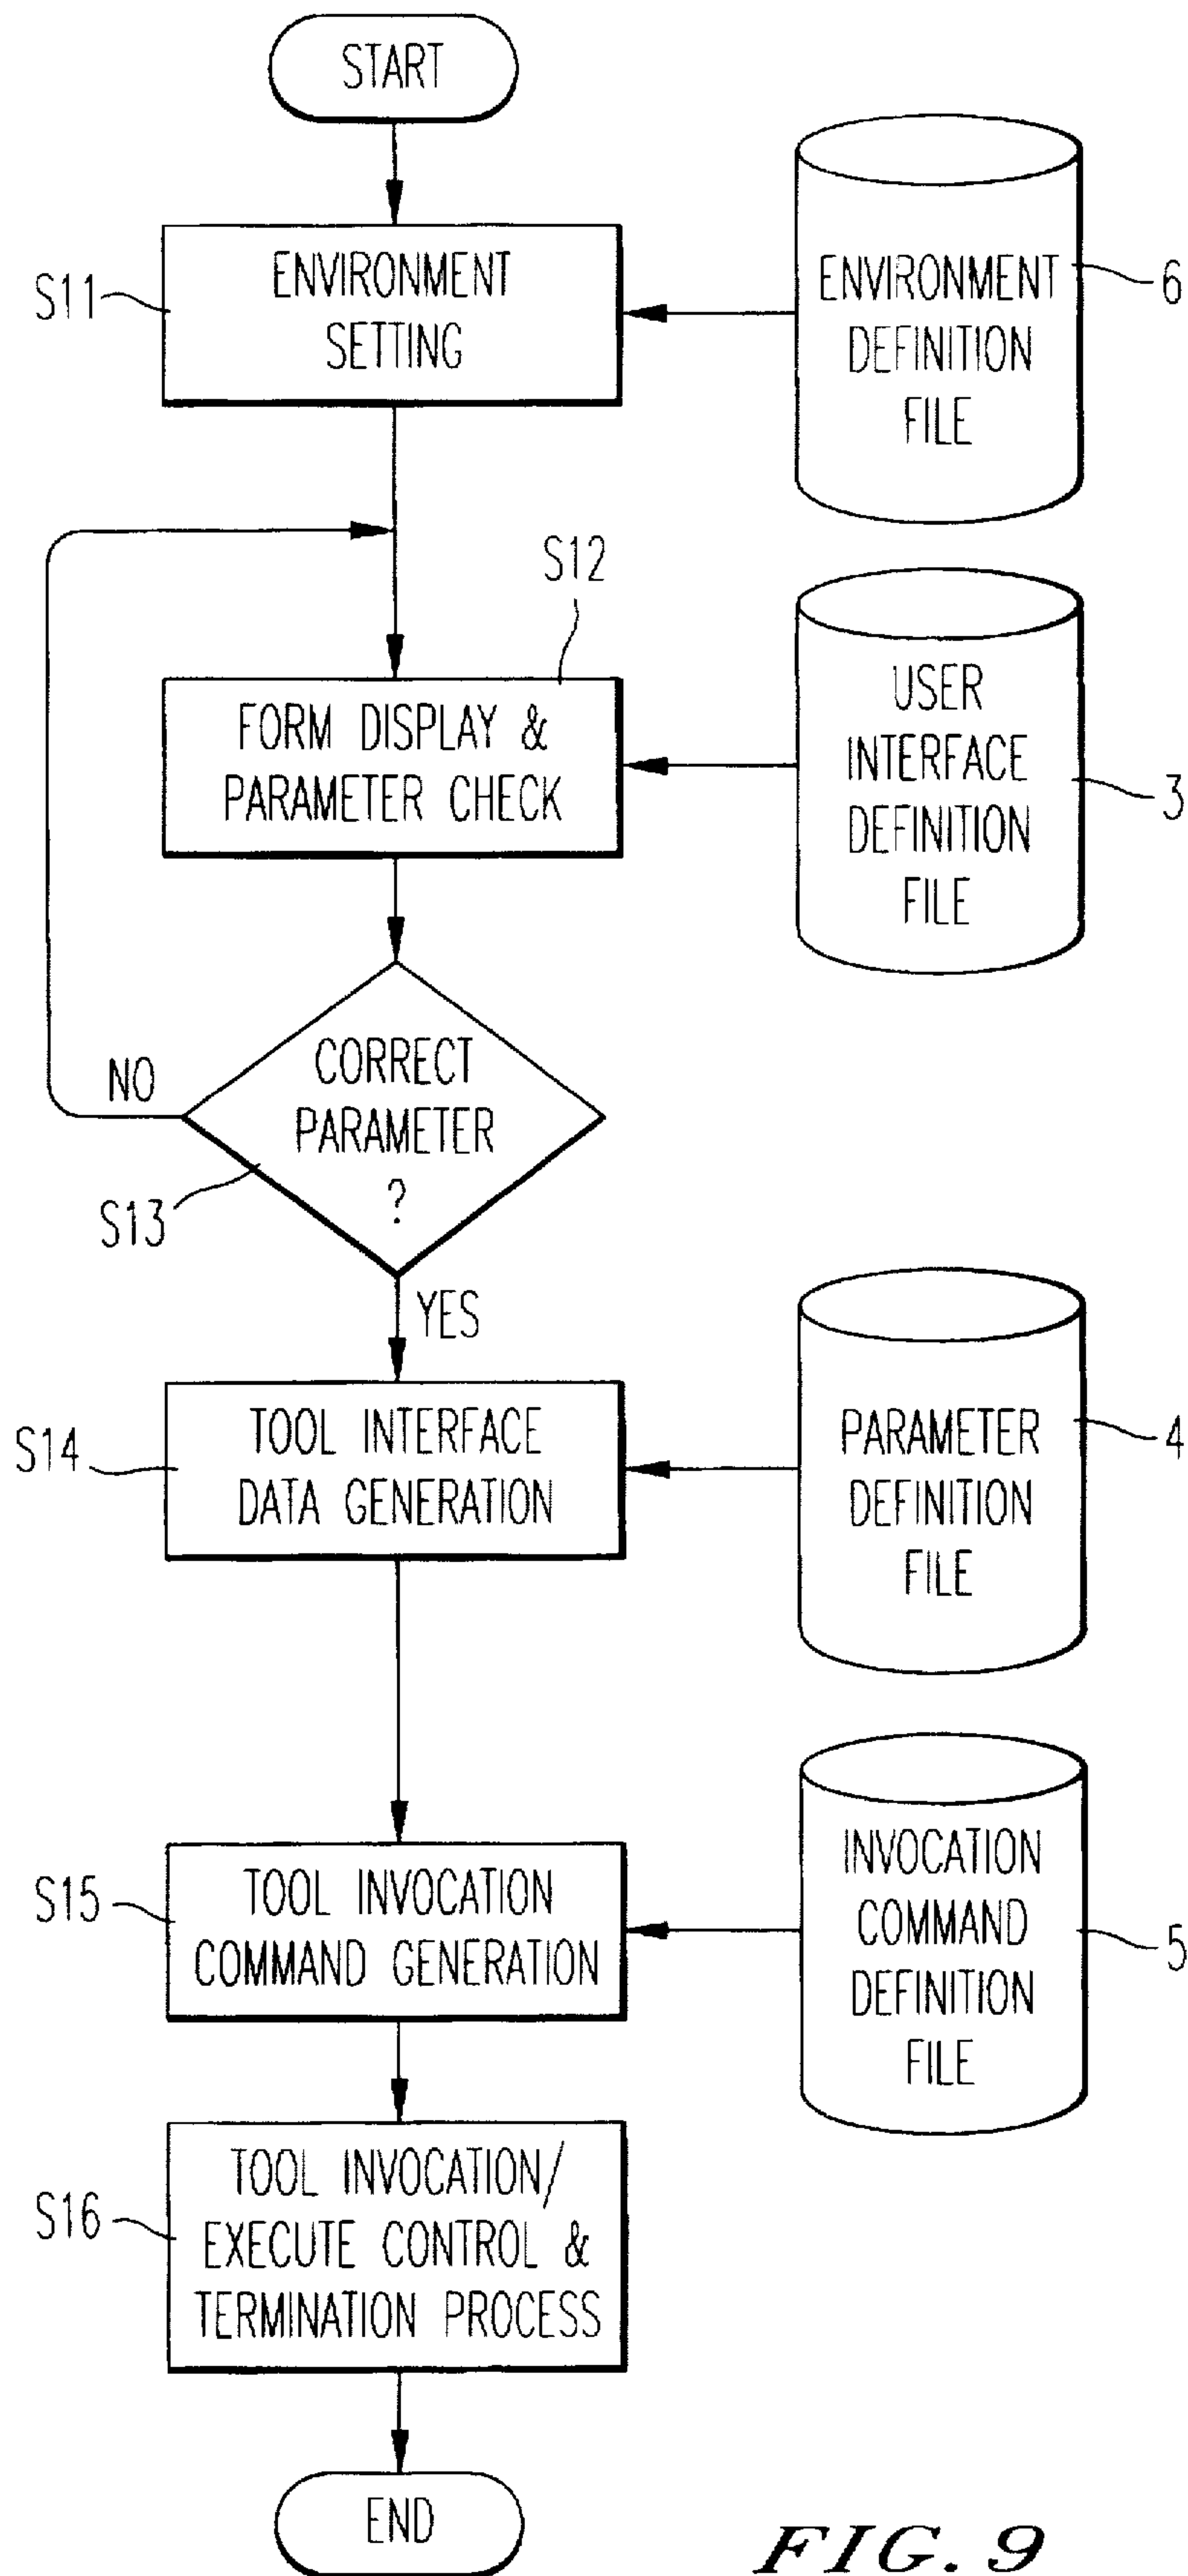 START
ENVIRONMENT
SETTING
S11
ENVIRONMENT
DEFINITION
FILE
6
S12
FORM DISPLAY &
PARAMETER CHECK
USER
INTERFACE
DEFINITION
FILE
3
CORRECT
PARAMETER
?
NO
S13
YES
S14
TOOL INTERFACE
DATA GENERATION
PARAMETER
DEFINITION
FILE
4
S15
TOOL INVOCATION
COMMAND GENERATION
INVOCATION
COMMAND
DEFINITION
FILE
5
S16
TOOL INVOCATION/
EXECUTE CONTROL &
TERMINATION PROCESS
END
FIG. 9